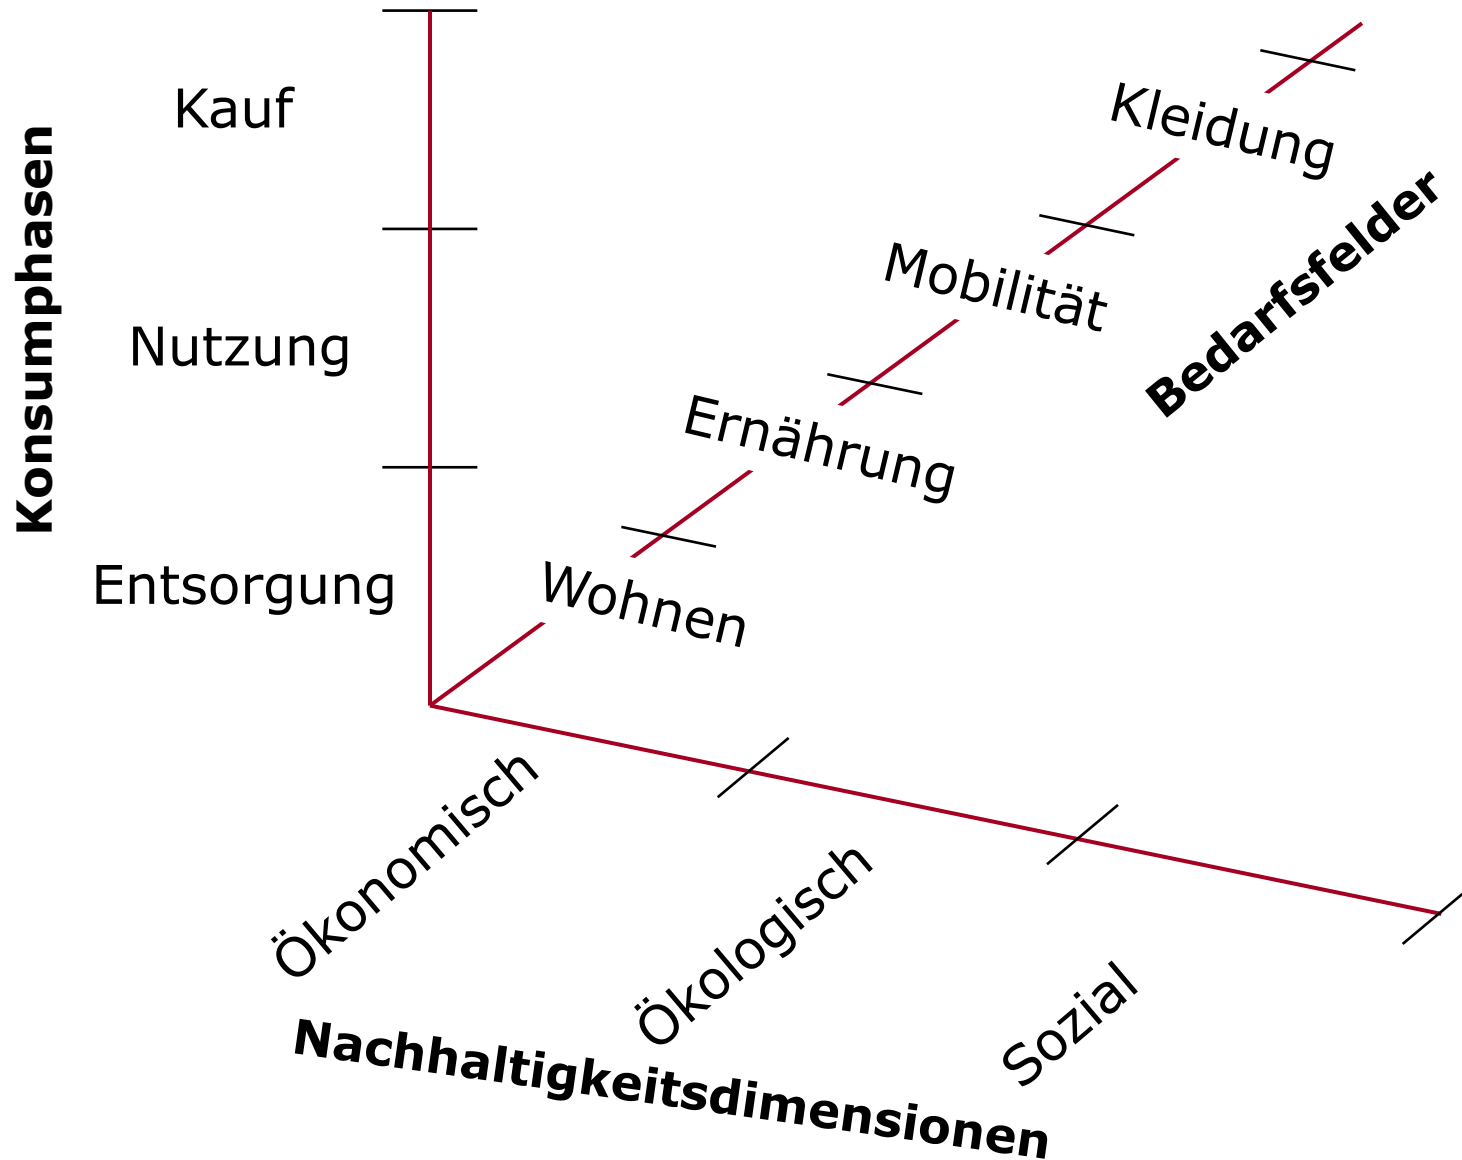 Konsumphasen
Kauf
Nutzung
Entsorgung
Kleidung
Mobilität
Ernährung
Wohnen
Bedarfsfelder
Ökonomisch
Ökologisch
Sozial
Nachhaltigkeitsdimensionen